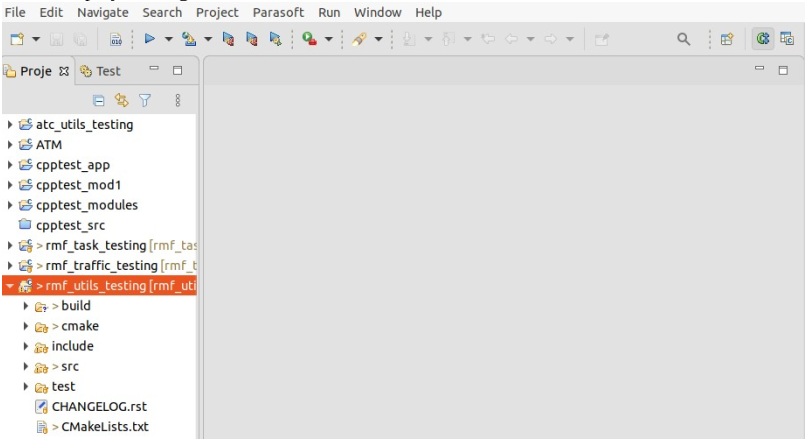 File Edit Navigate Search Project Parasoft Run Window Help
Proje Test
atc_utils_testing
ATM
cpptest_app
cpptest_mod1
cpptest_modules
cpptest_src
> rmf_task_testing [rmf_tas
> rmf_traffic_testing [rmf_t
> rmf_utils_testing [rmf_uti
> build
> cmake
include
> src
test
CHANGELOG.rst
> CMakeLists.txt